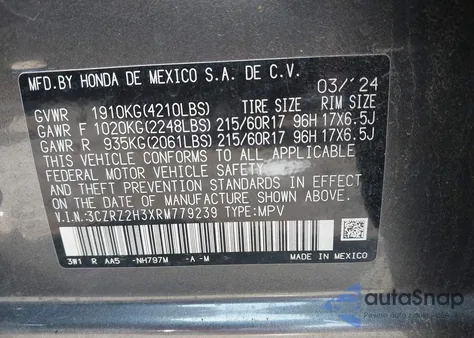 MFD.BY HONDA DE MEXICO S.A. DE C.V.
03/'24
GVWR 1910KG(4210LBS) TIRE SIZE RIM SIZE
GAWR F 1020KG(2248LBS) 215/60R17 96H 17X6.5J
GAWR R 935KG(2061LBS) 215/60R17 96H 17X6.5J
THIS VEHICLE CONFORMS TO ALL APPLICABLE
FEDERAL MOTOR VEHICLE SAFETY
AND THEFT PREVENTION STANDARDS IN EFFECT ON
THE DATE OF MANUFACTURE SHOWN ABOVE.
V.I.N.:3CZRZ2H3XRM779239 TYPE:MPV
3W1 R AA5 -NH797M -A -M MADE IN MEXICO
autoSnap